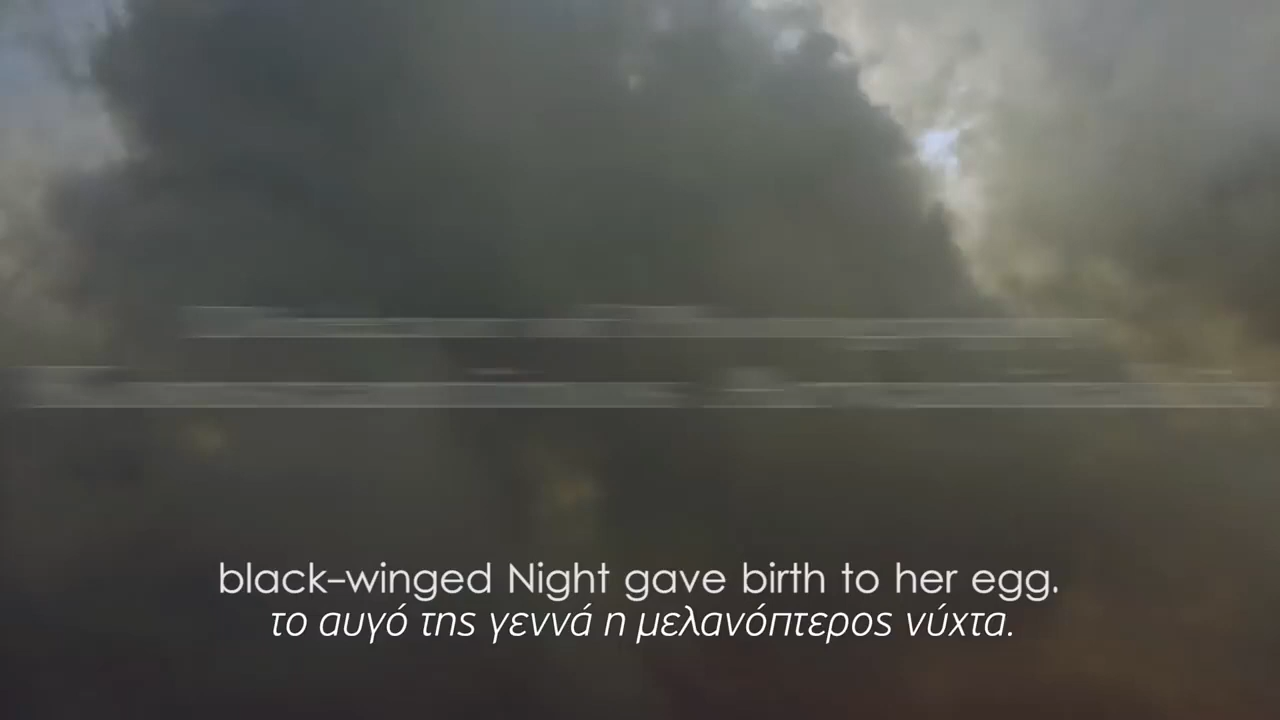 black-winged Night gave birth to her egg.
το αυγό της γεννά η μελανόπτερος νύχτα.